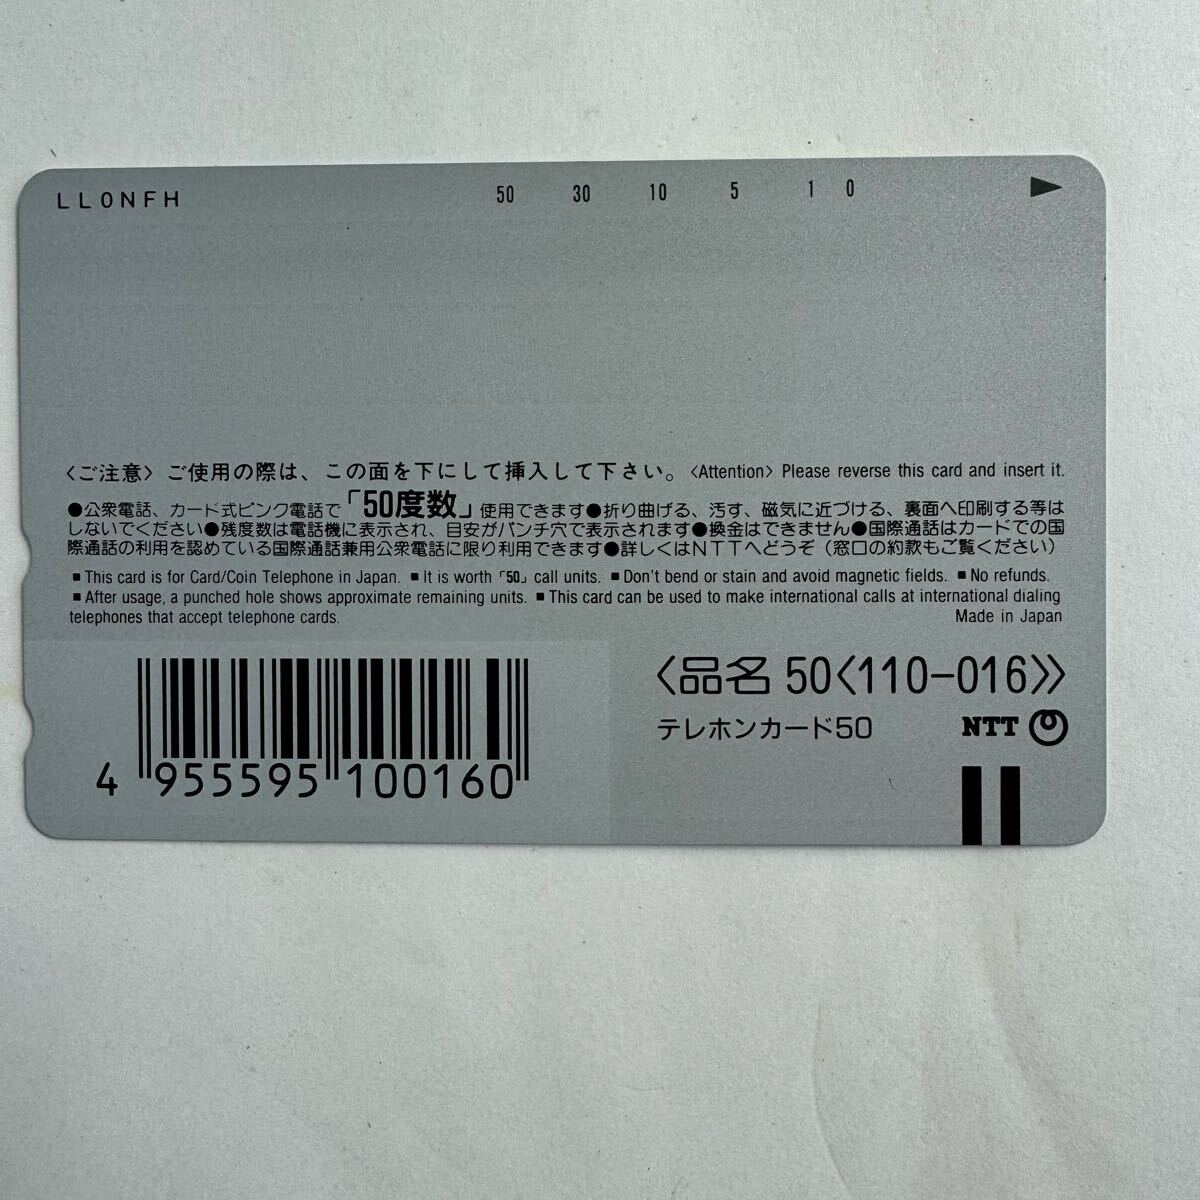 LLONFH 50 30 10 5 1 0
〈ご注意〉ご使用の際は、この面を下にして挿入して下さい。〈Attention〉Please reverse this card and insert it.
●公衆電話、カード式ピンク電話で「50度数」使用できます●折り曲げる、汚す、磁気に近づける、裏面へ印刷する等は
しないでください●残度数は電話機に表示され、目安がパンチ穴で表示されます●換金はできません●国際通話はカードでの国
際通話の利用を認めている国際通話兼用公衆電話に限り利用できます●詳しくはNTTへどうぞ（窓口の約款もご覧ください）
■ This card is for Card/Coin Telephone in Japan. ■ It is worth「50」call units. ■ Don't bend or stain and avoid magnetic fields. ■ No refunds.
■ After usage, a punched hole shows approximate remaining units. ■ This card can be used to make international calls at international dialing
telephones that accept telephone cards. Made in Japan
〈品名 50〈110-016〉〉
テレホンカード50 NTT
4 955595 100160